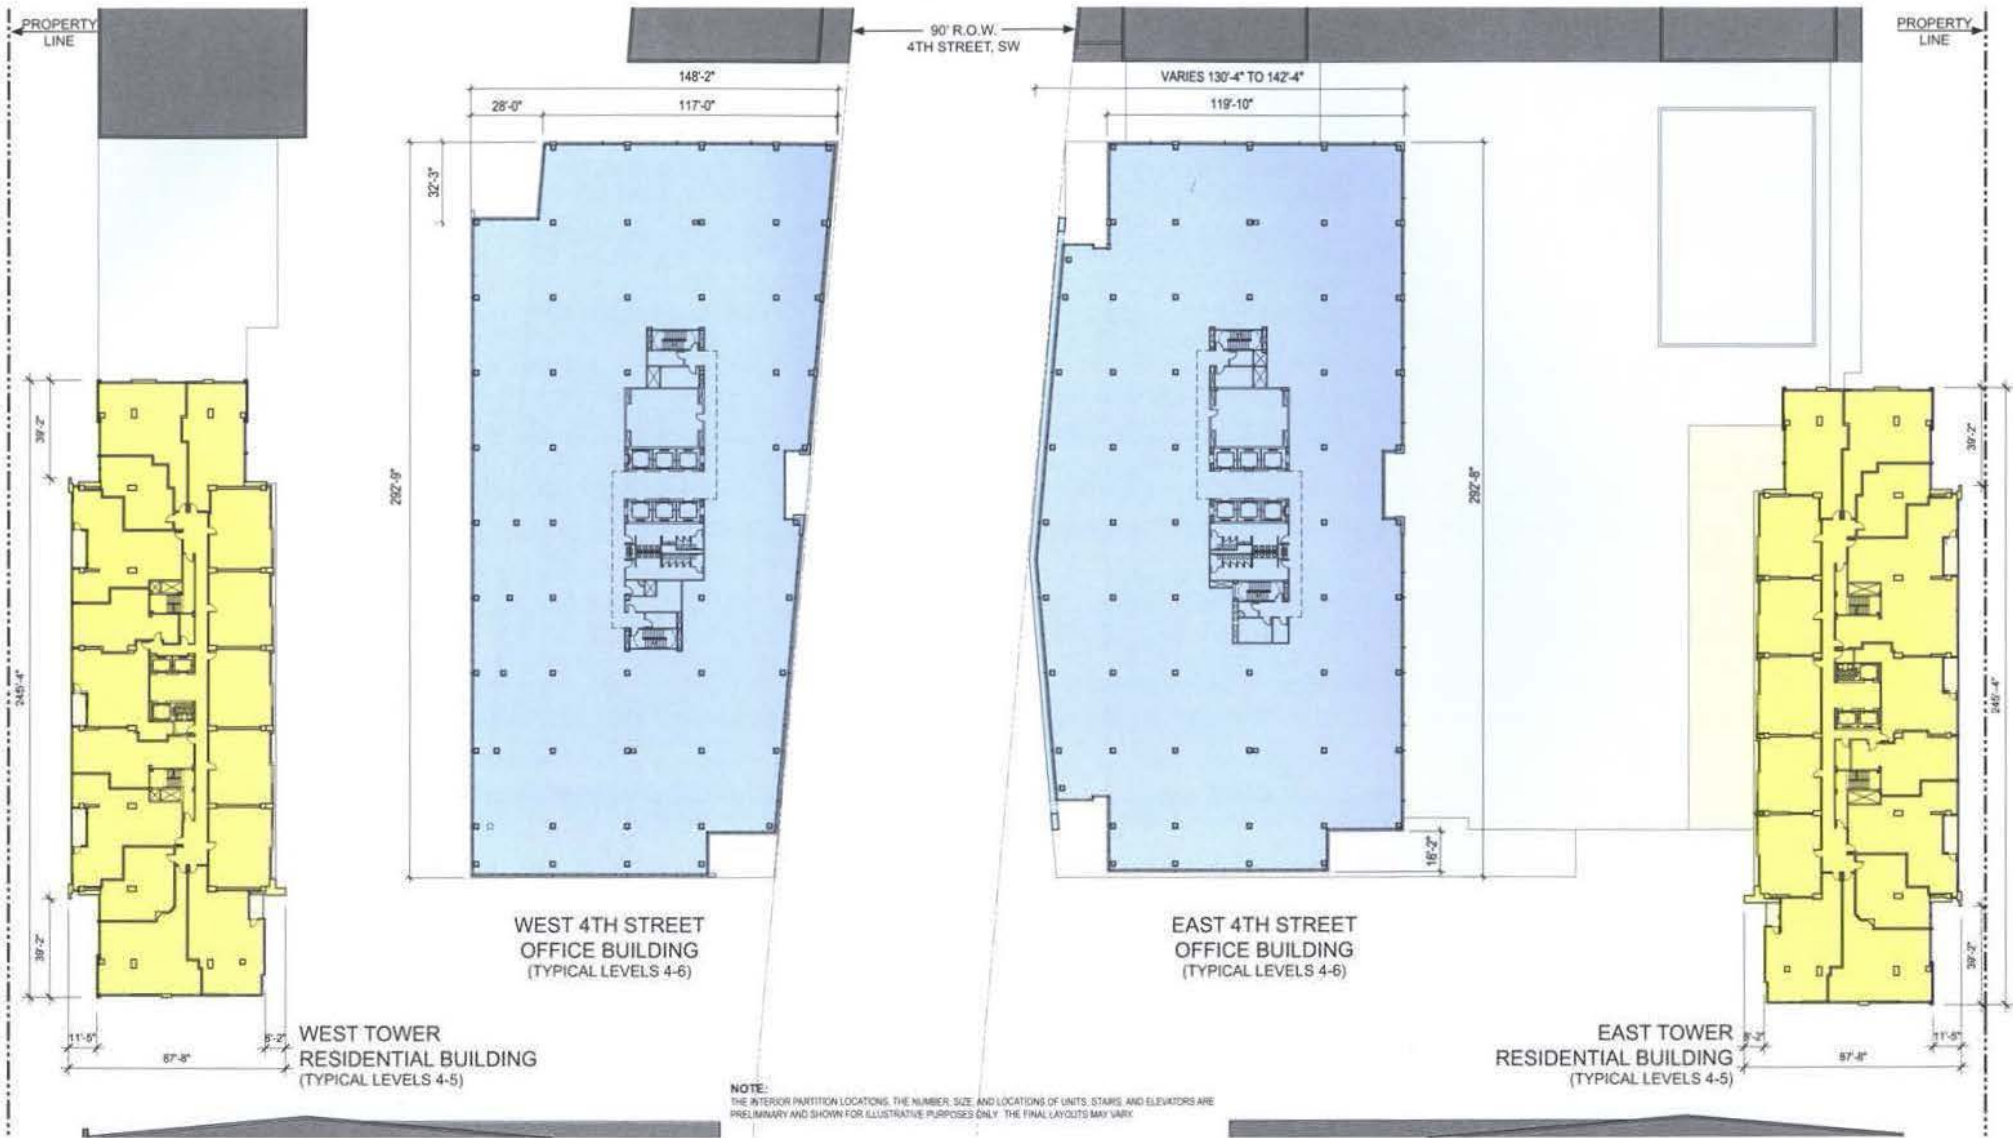 PROPERTY
LINE
90' R.O.W.
4TH STREET, SW
PROPERTY
LINE
148'-2"
VARIES 130'-4" TO 142'-4"
28'-0"
117'-0"
119'-10"
32'-3"
39'-2"
39'-2"
292'-9"
292'-8"
245'-4"
245'-4"
16'-2"
39'-2"
39'-2"
WEST 4TH STREET
OFFICE BUILDING
(TYPICAL LEVELS 4-6)
EAST 4TH STREET
OFFICE BUILDING
(TYPICAL LEVELS 4-6)
11'-5"
87'-8"
WEST TOWER
RESIDENTIAL BUILDING
(TYPICAL LEVELS 4-5)
EAST TOWER
RESIDENTIAL BUILDING
(TYPICAL LEVELS 4-5)
11'-5"
87'-8"
NOTE:
THE INTERIOR PARTITION LOCATIONS, THE NUMBER, SIZE, AND LOCATIONS OF UNITS, STAIRS, AND ELEVATORS ARE
PRELIMINARY AND SHOWN FOR ILLUSTRATIVE PURPOSES ONLY. THE FINAL LAYOUTS MAY VARY.